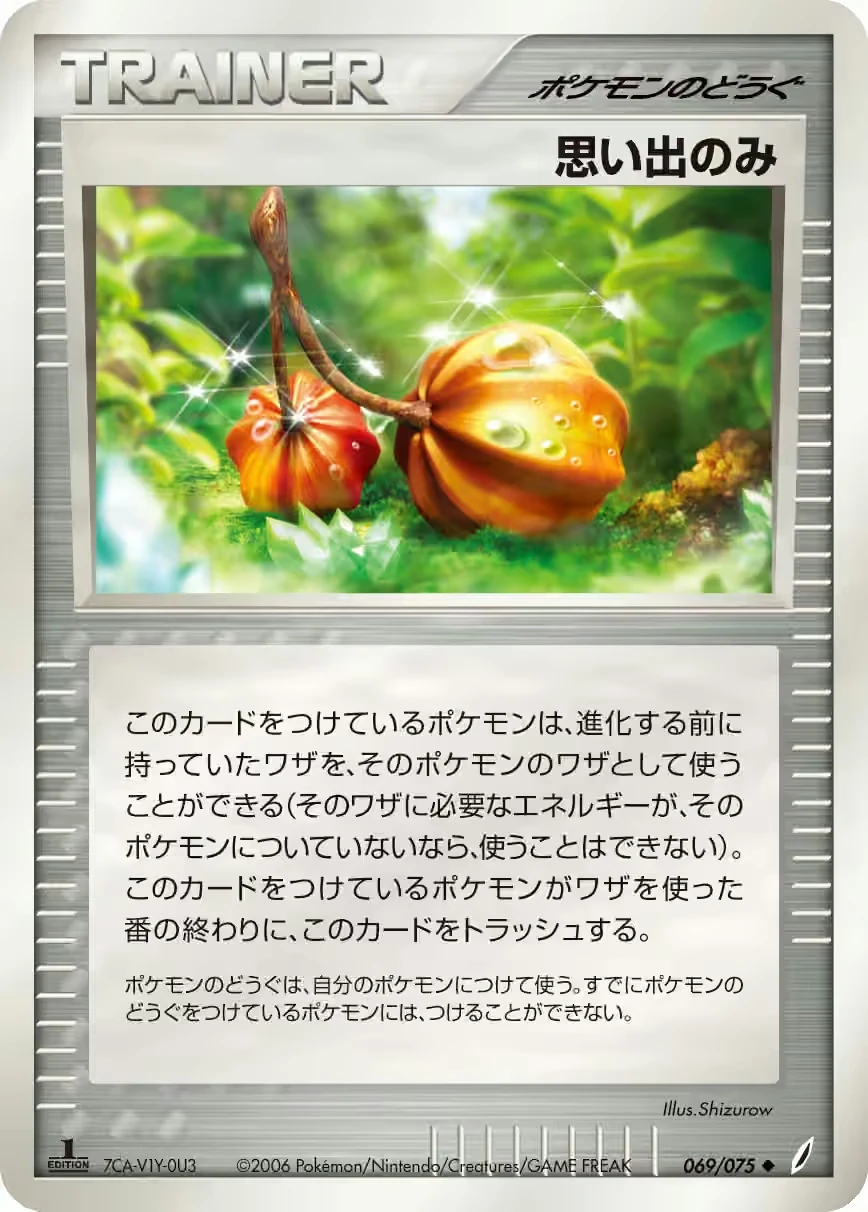 TRAINER
ポケモンのどうぐ
思い出のみ
このカードをつけているポケモンは、進化する前に
持っていたワザを、そのポケモンのワザとして使う
ことができる（そのワザに必要なエネルギーが、その
ポケモンについていないなら、使うことはできない）。
このカードをつけているポケモンがワザを使った
番の終わりに、このカードをトラッシュする。
ポケモンのどうぐは、自分のポケモンにつけて使う。すでにポケモンの
どうぐをつけているポケモンには、つけることができない。
Illus.Shizurow
1 EDITION 7CA-V1Y-0U3 ©2006 Pokémon/Nintendo/Creatures/GAME FREAK 069/075 ◆